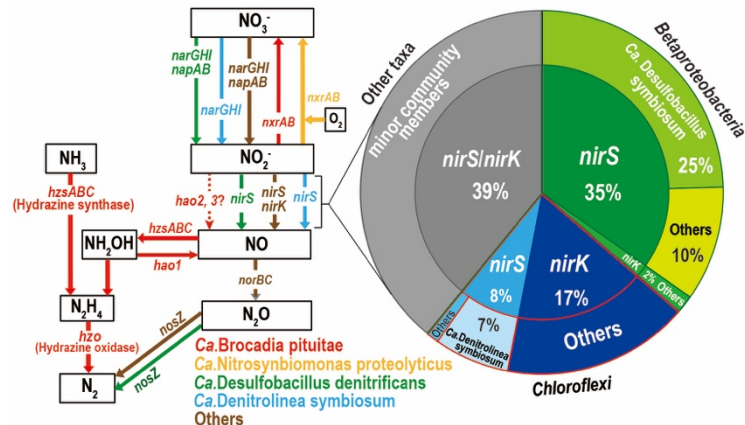 NO₃⁻
narGHI
napAB
narGHI
narGHI
napAB
nxrAB
nxrAB
O₂
NH₃
NO₂⁻
hzsABC
(Hydrazine synthase)
hao2, 3?
nirS
nirS
nirK
nirS
NH₂OH
hzsABC
hao1
NO
norBC
N₂H₄
N₂O
hzo
(Hydrazine oxidase)
nosZ
nosZ
N₂
Ca.Brocadia pituitae
Ca.Nitrosynbiomonas proteolyticus
Ca.Desulfobacillus denitrificans
Ca.Denitrolinea symbiosum
Others
Other taxa
minor community
members
nirS/nirK
39%
Betaproteobacteria
Ca. Desulfobacillus
symbiosum
25%
nirS
35%
Others
10%
nirK
2%
Others
nirS
8%
nirK
17%
Others
7%
Ca.Denitrolinea
symbiosum
Others
Chloroflexi